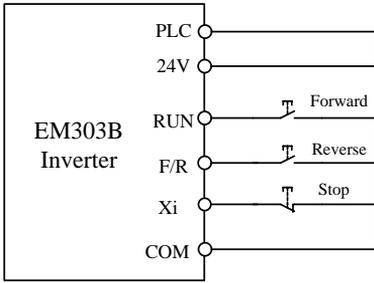 PLC
24V
Forward
RUN
EM303B
Inverter
Reverse
F/R
Stop
Xi
COM